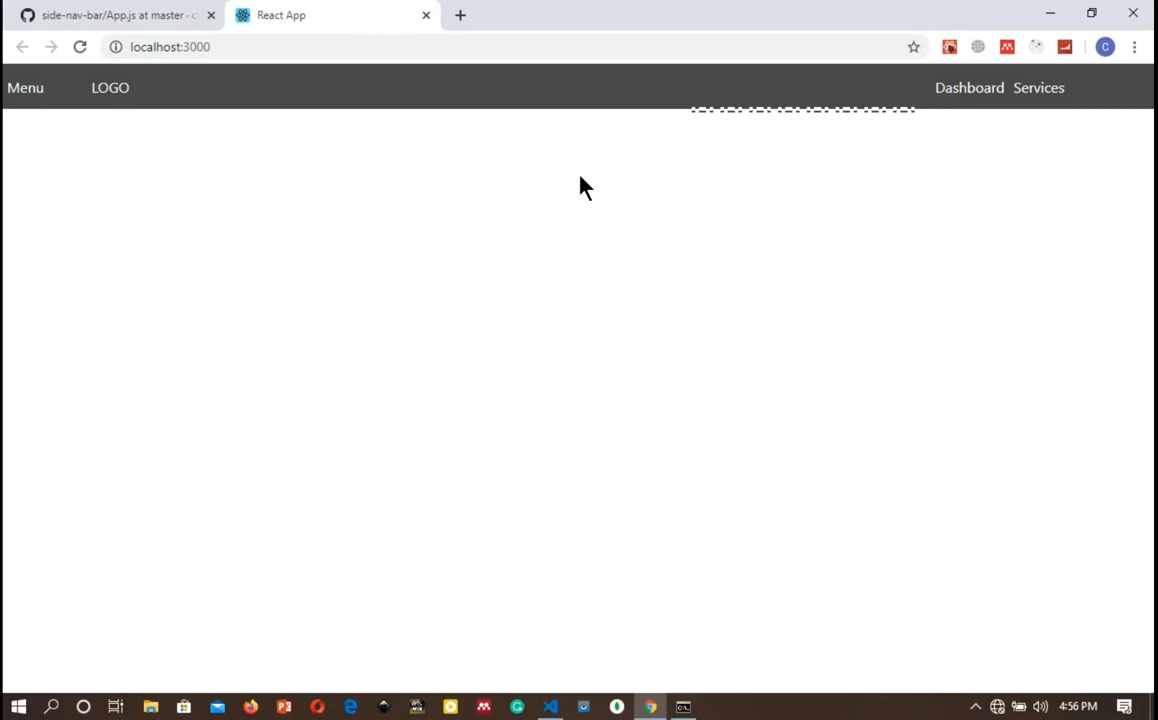 side-nav-bar/App.js at master · c
React App
localhost:3000
C
Menu LOGO Dashboard Services
4:56 PM